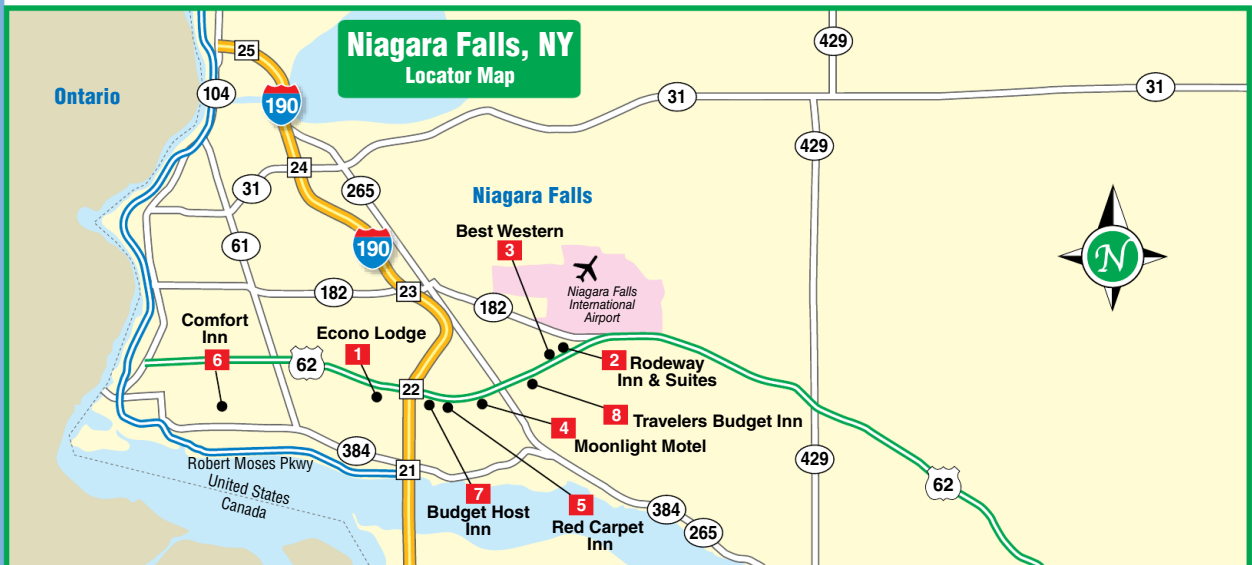 Niagara Falls, NY
Locator Map
25
429
Ontario
104
190
31
31
429
24
31
265
Niagara Falls
Best Western
3
61
190
N
Niagara Falls
International
Airport
182
23
182
Comfort
Inn
6
Econo Lodge
1
62
2
Rodeway
Inn & Suites
22
8
Travelers Budget Inn
4
Moonlight Motel
384
429
Robert Moses Pkwy
21
United States
Canada
7
Budget Host
Inn
5
Red Carpet
Inn
62
384
265